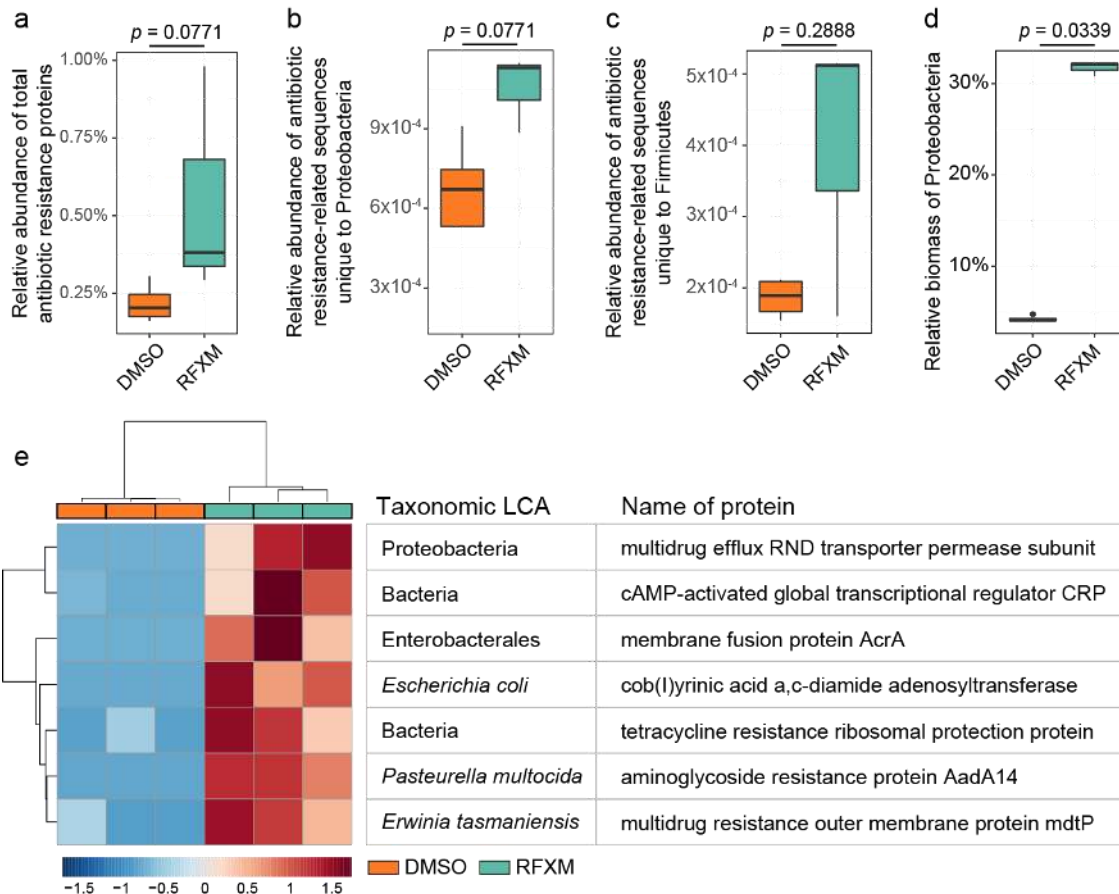 a
p = 0.0771
Relative abundance of total
antibiotic resistance proteins
1.00%
0.75%
0.50%
0.25%
DMSO
RFXM
b
p = 0.0771
Relative abundance of antibiotic
resistance-related sequences
unique to Proteobacteria
9x10⁻⁴
6x10⁻⁴
3x10⁻⁴
DMSO
RFXM
c
p = 0.2888
Relative abundance of antibiotic
resistance-related sequences
unique to Firmicutes
5x10⁻⁴
4x10⁻⁴
3x10⁻⁴
2x10⁻⁴
DMSO
RFXM
d
p = 0.0339
Relative biomass of Proteobacteria
30%
20%
10%
DMSO
RFXM
e
Taxonomic LCA Name of protein
Proteobacteria multidrug efflux RND transporter permease subunit
Bacteria cAMP-activated global transcriptional regulator CRP
Enterobacterales membrane fusion protein AcrA
Escherichia coli cob(I)yrinic acid a,c-diamide adenosyltransferase
Bacteria tetracycline resistance ribosomal protection protein
Pasteurella multocida aminoglycoside resistance protein AadA14
Erwinia tasmaniensis multidrug resistance outer membrane protein mdtP
−1.5 −1 −0.5 0 0.5 1 1.5
DMSO RFXM